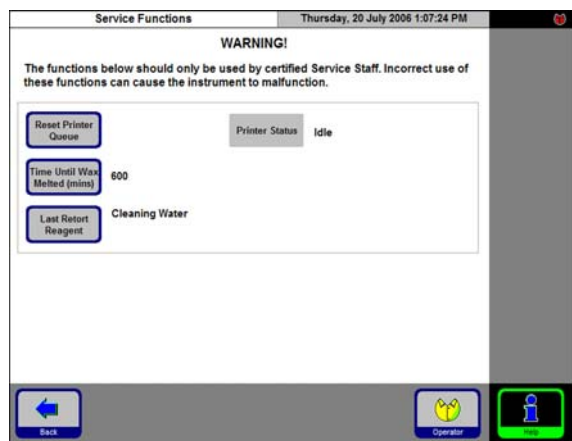 Service Functions
Thursday, 20 July 2006 1:07:24 PM
WARNING!
The functions below should only be used by certified Service Staff. Incorrect use of
these functions can cause the instrument to malfunction.
Reset Printer
Queue
Printer Status
Idle
Time Until Wax
Melted (mins)
600
Last Retort
Reagent
Cleaning Water
Back
Operator
Help